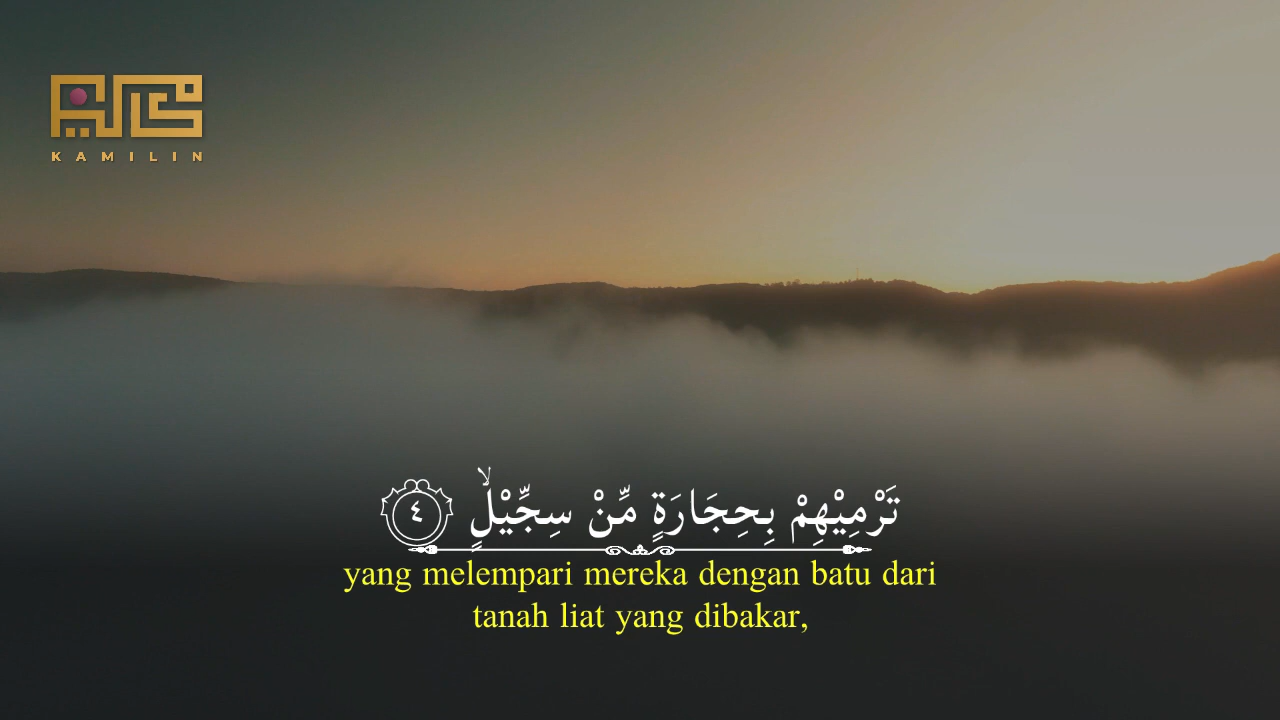 KAMILIN
تَرْمِيْهِمْ بِحِجَارَةٍ مِّنْ سِجِّيْلٍۙ ٤
yang melempari mereka dengan batu dari
tanah liat yang dibakar,